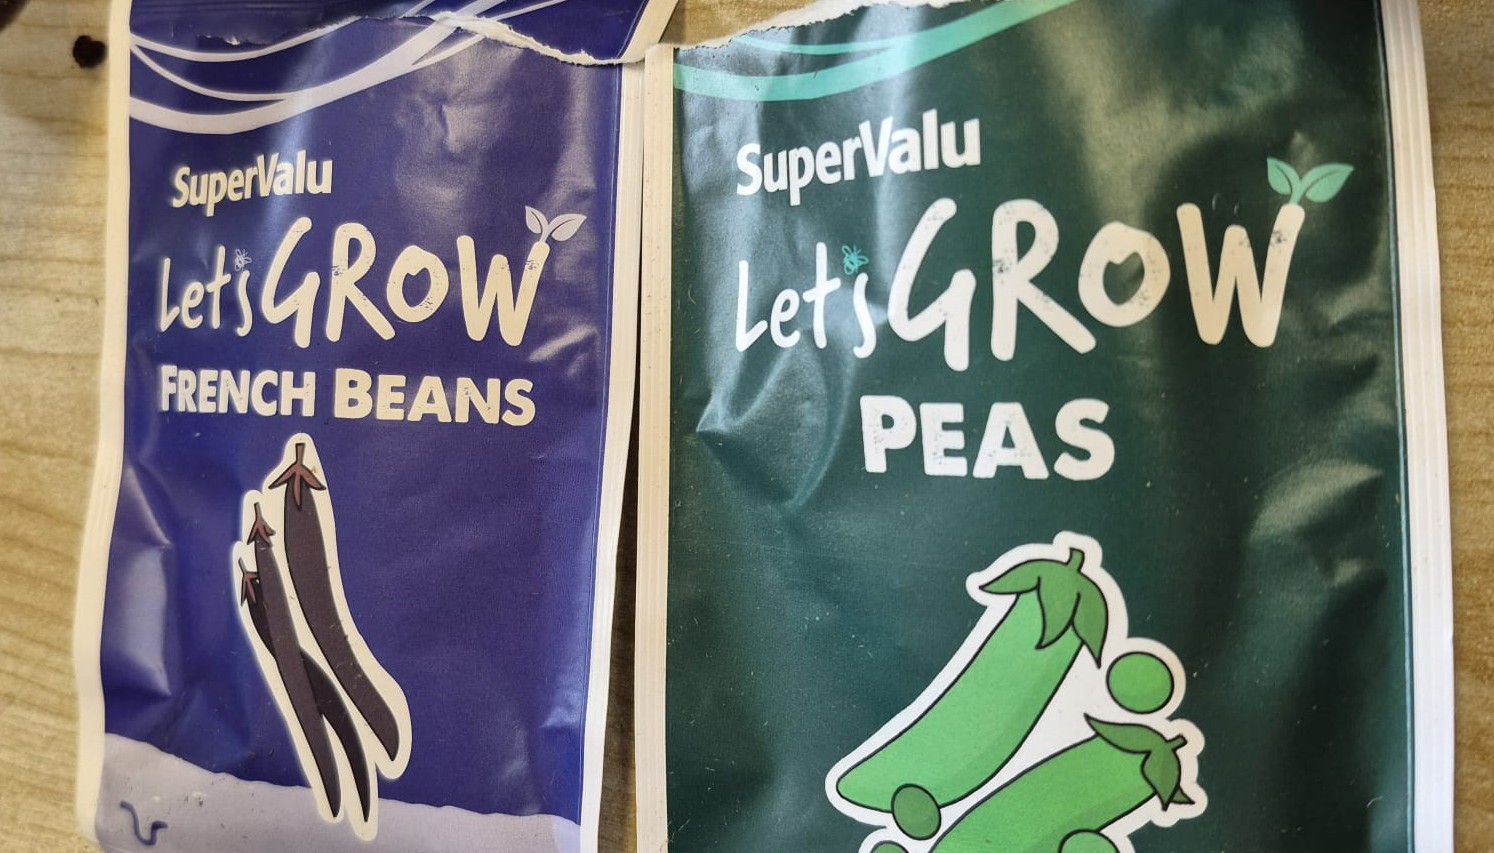 SuperValu
Let's GROW
FRENCH BEANS
SuperValu
Let's GROW
PEAS